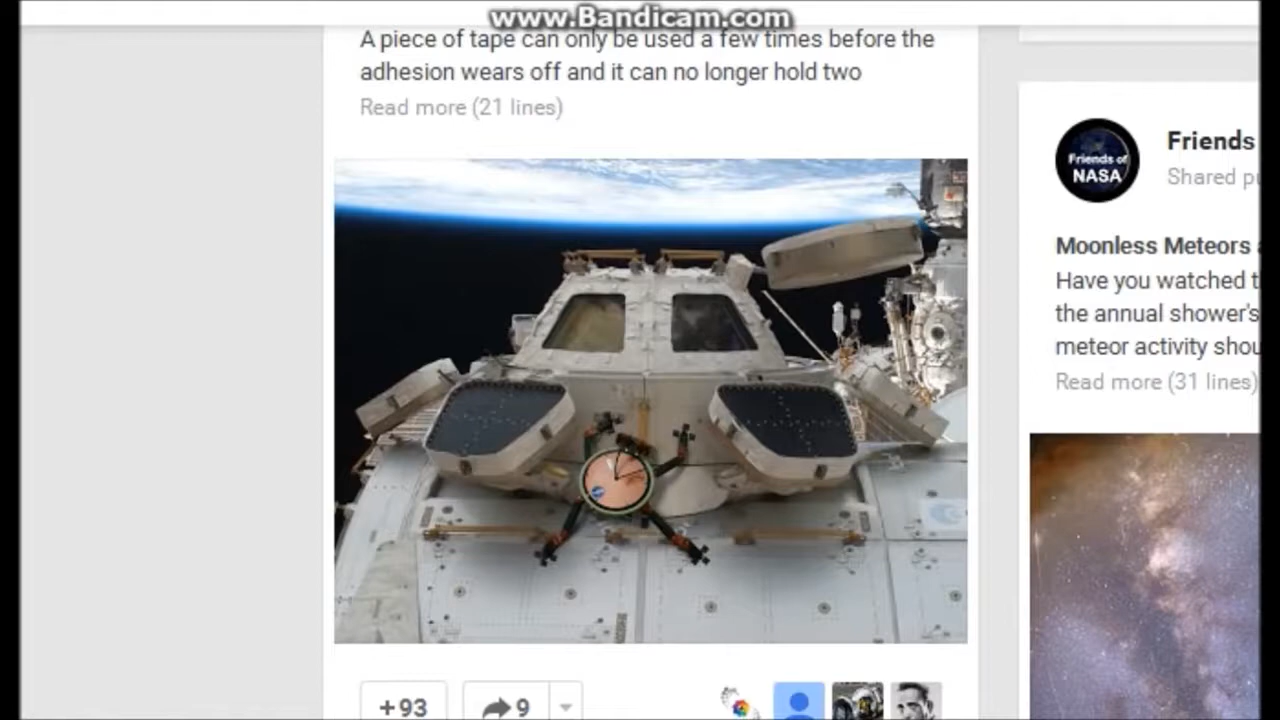 www.Bandicam.com
A piece of tape can only be used a few times before the
adhesion wears off and it can no longer hold two
Read more (21 lines)
Friends of
NASA
Friends
Shared
Moonless Meteors
Have you watched
the annual shower's
meteor activity
Read more (31 lines)
+93
9